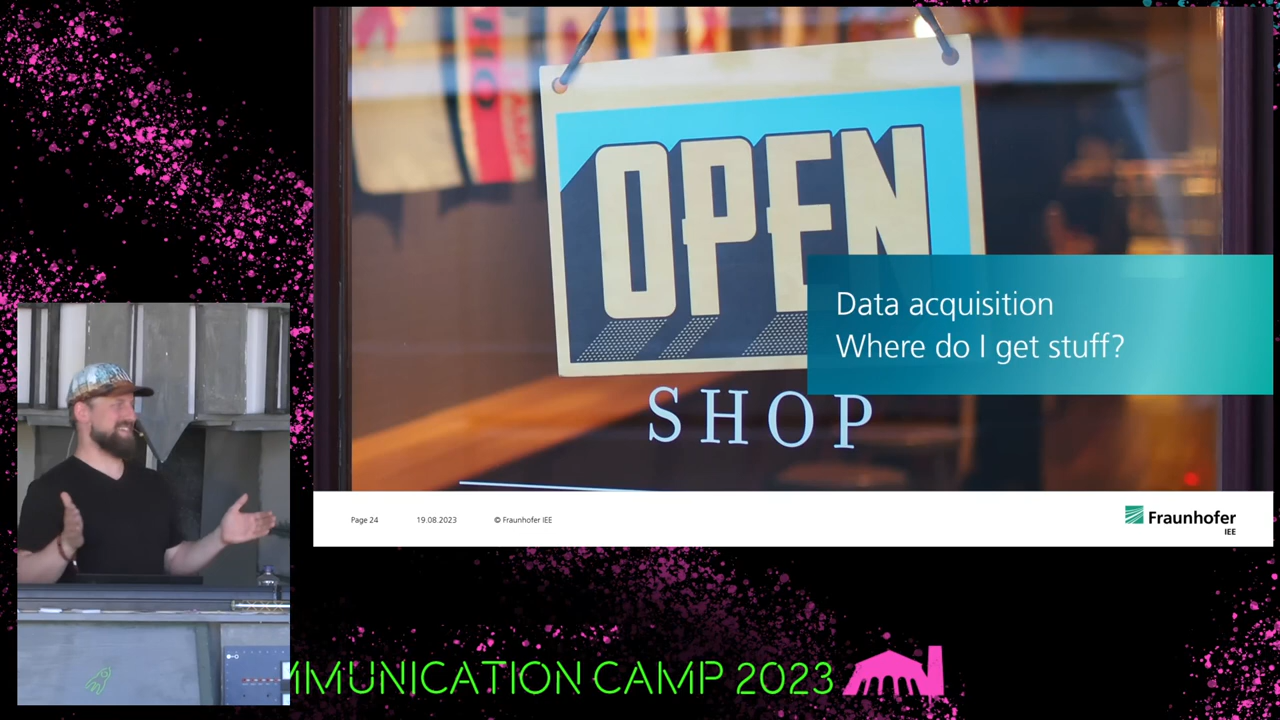 OPEN
SHOP
Data acquisition
Where do I get stuff?
Page 24
19.08.2023
© Fraunhofer IEE
Fraunhofer
IEE
MMUNICATION CAMP 2023